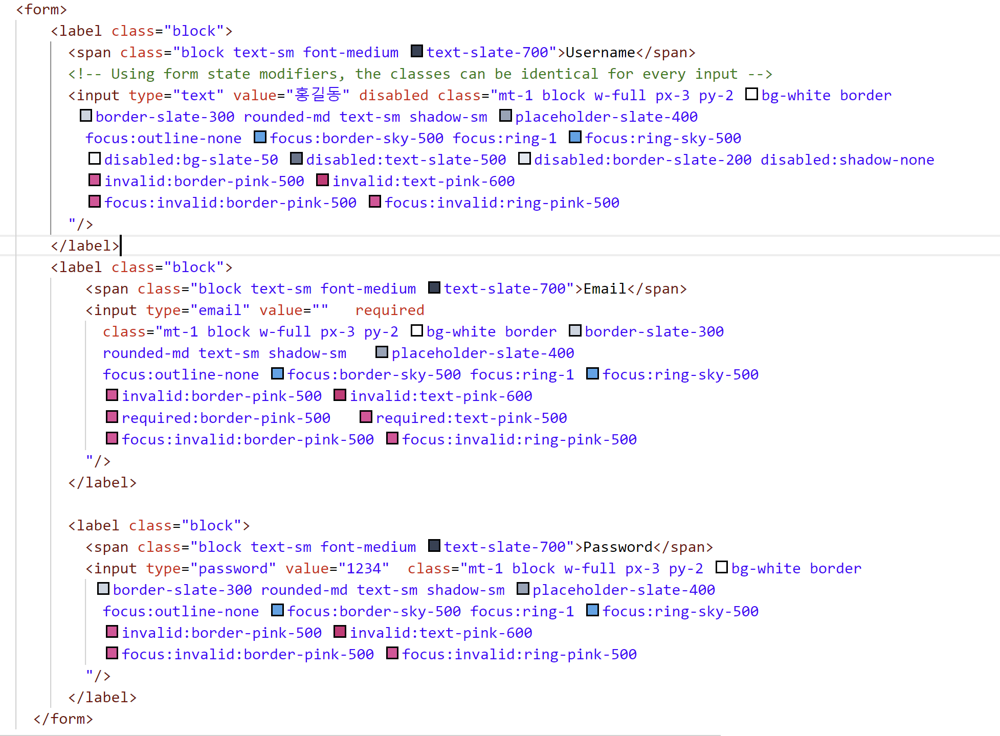 <form>
<label class="block">
<span class="block text-sm font-medium text-slate-700">Username</span>
<!-- Using form state modifiers, the classes can be identical for every input -->
<input type="text" value="홍길동" disabled class="mt-1 block w-full px-3 py-2 bg-white border
border-slate-300 rounded-md text-sm shadow-sm placeholder-slate-400
focus:outline-none focus:border-sky-500 focus:ring-1 focus:ring-sky-500
disabled:bg-slate-50 disabled:text-slate-500 disabled:border-slate-200 disabled:shadow-none
invalid:border-pink-500 invalid:text-pink-600
focus:invalid:border-pink-500 focus:invalid:ring-pink-500
"/>
</label>
<label class="block">
<span class="block text-sm font-medium text-slate-700">Email</span>
<input type="email" value="" required
class="mt-1 block w-full px-3 py-2 bg-white border border-slate-300
rounded-md text-sm shadow-sm placeholder-slate-400
focus:outline-none focus:border-sky-500 focus:ring-1 focus:ring-sky-500
invalid:border-pink-500 invalid:text-pink-600
required:border-pink-500 required:text-pink-500
focus:invalid:border-pink-500 focus:invalid:ring-pink-500
"/>
</label>
<label class="block">
<span class="block text-sm font-medium text-slate-700">Password</span>
<input type="password" value="1234" class="mt-1 block w-full px-3 py-2 bg-white border
border-slate-300 rounded-md text-sm shadow-sm placeholder-slate-400
focus:outline-none focus:border-sky-500 focus:ring-1 focus:ring-sky-500
invalid:border-pink-500 invalid:text-pink-600
focus:invalid:border-pink-500 focus:invalid:ring-pink-500
"/>
</label>
</form>